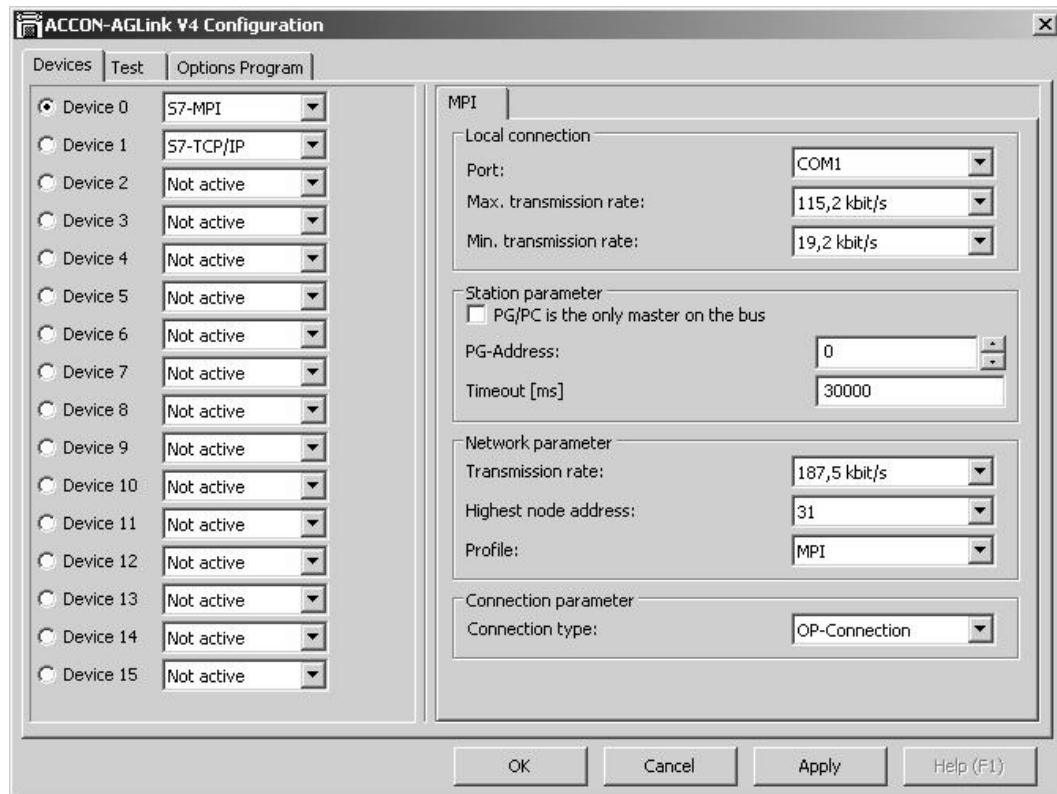 ACCON-AGLink V4 Configuration
Devices Test Options Program
Device 0 S7-MPI
Device 1 S7-TCP/IP
Device 2 Not active
Device 3 Not active
Device 4 Not active
Device 5 Not active
Device 6 Not active
Device 7 Not active
Device 8 Not active
Device 9 Not active
Device 10 Not active
Device 11 Not active
Device 12 Not active
Device 13 Not active
Device 14 Not active
Device 15 Not active
MPI
Local connection
Port: COM1
Max. transmission rate: 115,2 kbit/s
Min. transmission rate: 19,2 kbit/s
Station parameter
PG/PC is the only master on the bus
PG-Address: 0
Timeout [ms] 30000
Network parameter
Transmission rate: 187,5 kbit/s
Highest node address: 31
Profile: MPI
Connection parameter
Connection type: OP-Connection
OK Cancel Apply Help (F1)